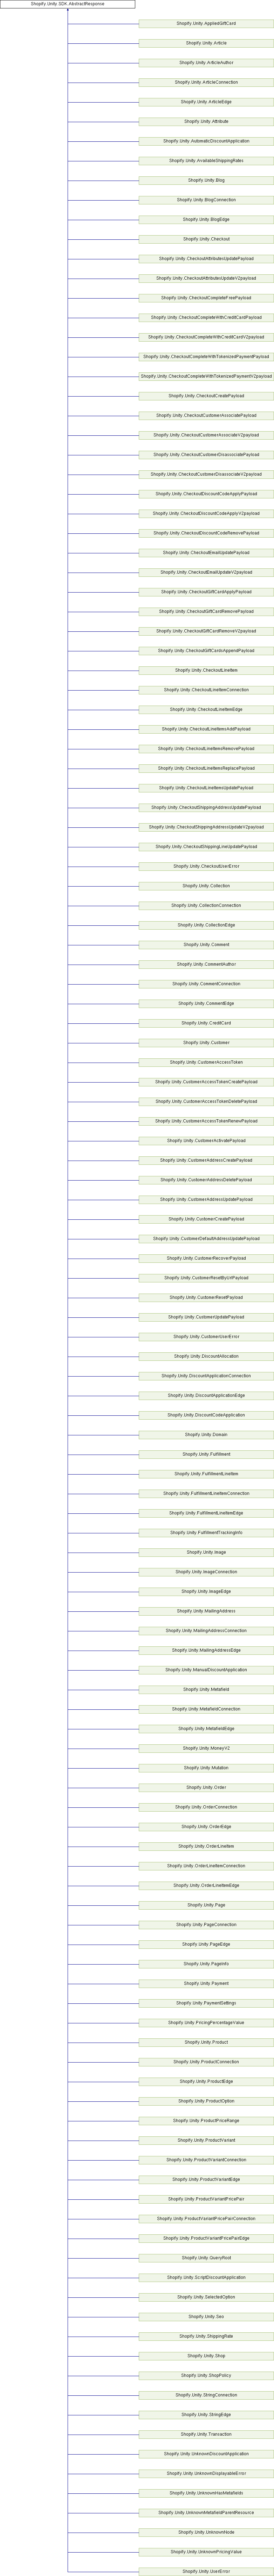 Shopify.Unity.SDK.AbstractResponse
Shopify.Unity.AppliedGiftCard
Shopify.Unity.Article
Shopify.Unity.ArticleAuthor
Shopify.Unity.ArticleConnection
Shopify.Unity.ArticleEdge
Shopify.Unity.Attribute
Shopify.Unity.AutomaticDiscountApplication
Shopify.Unity.AvailableShippingRates
Shopify.Unity.Blog
Shopify.Unity.BlogConnection
Shopify.Unity.BlogEdge
Shopify.Unity.Checkout
Shopify.Unity.CheckoutAttributesUpdatePayload
Shopify.Unity.CheckoutAttributesUpdateV2payload
Shopify.Unity.CheckoutCompleteFreePayload
Shopify.Unity.CheckoutCompleteWithCreditCardPayload
Shopify.Unity.CheckoutCompleteWithCreditCardV2payload
Shopify.Unity.CheckoutCompleteWithTokenizedPaymentPayload
Shopify.Unity.CheckoutCompleteWithTokenizedPaymentV2payload
Shopify.Unity.CheckoutCreatePayload
Shopify.Unity.CheckoutCustomerAssociatePayload
Shopify.Unity.CheckoutCustomerAssociateV2payload
Shopify.Unity.CheckoutCustomerDisassociatePayload
Shopify.Unity.CheckoutCustomerDisassociateV2payload
Shopify.Unity.CheckoutDiscountCodeApplyPayload
Shopify.Unity.CheckoutDiscountCodeApplyV2payload
Shopify.Unity.CheckoutDiscountCodeRemovePayload
Shopify.Unity.CheckoutEmailUpdatePayload
Shopify.Unity.CheckoutEmailUpdateV2payload
Shopify.Unity.CheckoutGiftCardApplyPayload
Shopify.Unity.CheckoutGiftCardRemovePayload
Shopify.Unity.CheckoutGiftCardRemoveV2payload
Shopify.Unity.CheckoutGiftCardsAppendPayload
Shopify.Unity.CheckoutLineItem
Shopify.Unity.CheckoutLineItemConnection
Shopify.Unity.CheckoutLineItemEdge
Shopify.Unity.CheckoutLineItemsAddPayload
Shopify.Unity.CheckoutLineItemsRemovePayload
Shopify.Unity.CheckoutLineItemsReplacePayload
Shopify.Unity.CheckoutLineItemsUpdatePayload
Shopify.Unity.CheckoutShippingAddressUpdatePayload
Shopify.Unity.CheckoutShippingAddressUpdateV2payload
Shopify.Unity.CheckoutShippingLineUpdatePayload
Shopify.Unity.CheckoutUserError
Shopify.Unity.Collection
Shopify.Unity.CollectionConnection
Shopify.Unity.CollectionEdge
Shopify.Unity.Comment
Shopify.Unity.CommentAuthor
Shopify.Unity.CommentConnection
Shopify.Unity.CommentEdge
Shopify.Unity.CreditCard
Shopify.Unity.Customer
Shopify.Unity.CustomerAccessToken
Shopify.Unity.CustomerAccessTokenCreatePayload
Shopify.Unity.CustomerAccessTokenDeletePayload
Shopify.Unity.CustomerAccessTokenRenewPayload
Shopify.Unity.CustomerActivatePayload
Shopify.Unity.CustomerAddressCreatePayload
Shopify.Unity.CustomerAddressDeletePayload
Shopify.Unity.CustomerAddressUpdatePayload
Shopify.Unity.CustomerCreatePayload
Shopify.Unity.CustomerDefaultAddressUpdatePayload
Shopify.Unity.CustomerRecoverPayload
Shopify.Unity.CustomerResetByUrlPayload
Shopify.Unity.CustomerResetPayload
Shopify.Unity.CustomerUpdatePayload
Shopify.Unity.CustomerUserError
Shopify.Unity.DiscountAllocation
Shopify.Unity.DiscountApplicationConnection
Shopify.Unity.DiscountApplicationEdge
Shopify.Unity.DiscountCodeApplication
Shopify.Unity.Domain
Shopify.Unity.Fulfillment
Shopify.Unity.FulfillmentLineItem
Shopify.Unity.FulfillmentLineItemConnection
Shopify.Unity.FulfillmentLineItemEdge
Shopify.Unity.FulfillmentTrackingInfo
Shopify.Unity.Image
Shopify.Unity.ImageConnection
Shopify.Unity.ImageEdge
Shopify.Unity.MailingAddress
Shopify.Unity.MailingAddressConnection
Shopify.Unity.MailingAddressEdge
Shopify.Unity.ManualDiscountApplication
Shopify.Unity.Metafield
Shopify.Unity.MetafieldConnection
Shopify.Unity.MetafieldEdge
Shopify.Unity.MoneyV2
Shopify.Unity.Mutation
Shopify.Unity.Order
Shopify.Unity.OrderConnection
Shopify.Unity.OrderEdge
Shopify.Unity.OrderLineItem
Shopify.Unity.OrderLineItemConnection
Shopify.Unity.OrderLineItemEdge
Shopify.Unity.Page
Shopify.Unity.PageConnection
Shopify.Unity.PageEdge
Shopify.Unity.PageInfo
Shopify.Unity.Payment
Shopify.Unity.PaymentSettings
Shopify.Unity.PricingPercentageValue
Shopify.Unity.Product
Shopify.Unity.ProductConnection
Shopify.Unity.ProductEdge
Shopify.Unity.ProductOption
Shopify.Unity.ProductPriceRange
Shopify.Unity.ProductVariant
Shopify.Unity.ProductVariantConnection
Shopify.Unity.ProductVariantEdge
Shopify.Unity.ProductVariantPricePair
Shopify.Unity.ProductVariantPricePairConnection
Shopify.Unity.ProductVariantPricePairEdge
Shopify.Unity.QueryRoot
Shopify.Unity.ScriptDiscountApplication
Shopify.Unity.SelectedOption
Shopify.Unity.Seo
Shopify.Unity.ShippingRate
Shopify.Unity.Shop
Shopify.Unity.ShopPolicy
Shopify.Unity.StringConnection
Shopify.Unity.StringEdge
Shopify.Unity.Transaction
Shopify.Unity.UnknownDiscountApplication
Shopify.Unity.UnknownDisplayableError
Shopify.Unity.UnknownHasMetafields
Shopify.Unity.UnknownMetafieldParentResource
Shopify.Unity.UnknownNode
Shopify.Unity.UnknownPricingValue
Shopify.Unity.UserError